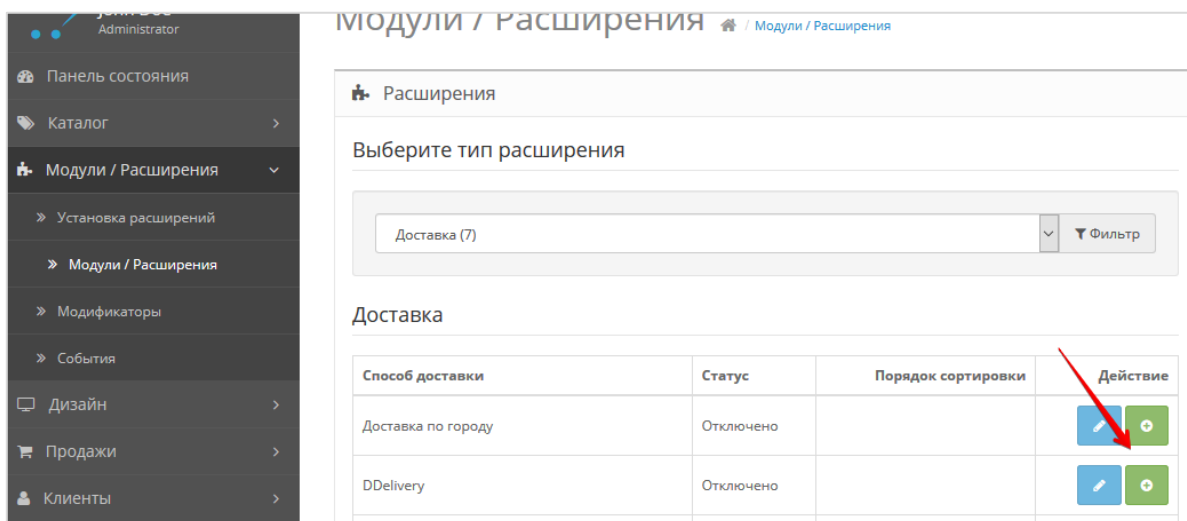 John Doe
Administrator
Панель состояния
Каталог
Модули / Расширения
Установка расширений
Модули / Расширения
Модификаторы
События
Дизайн
Продажи
Клиенты
Модули / Расширения / Модули / Расширения
Расширения
Выберите тип расширения
Доставка (7) Фильтр
Доставка
Способ доставки Статус Порядок сортировки Действие
Доставка по городу Отключено
DDelivery Отключено